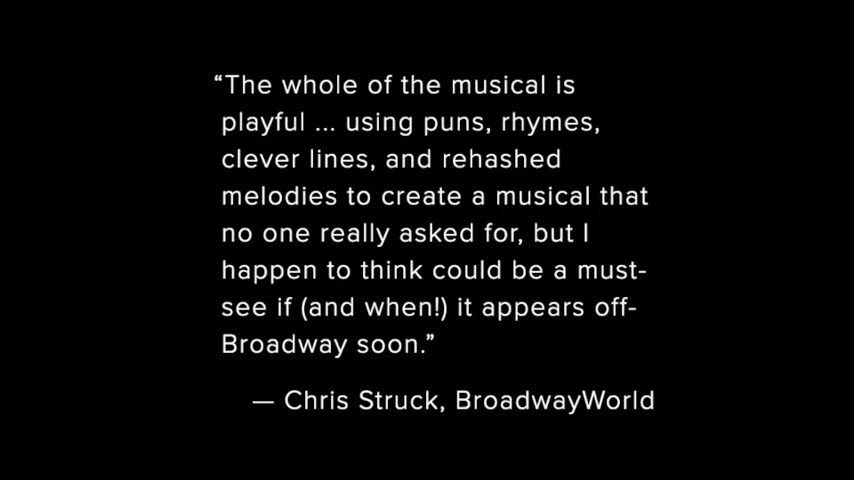 “The whole of the musical is
playful ... using puns, rhymes,
clever lines, and rehashed
melodies to create a musical that
no one really asked for, but I
happen to think could be a must-
see if (and when!) it appears off-
Broadway soon.”
— Chris Struck, BroadwayWorld